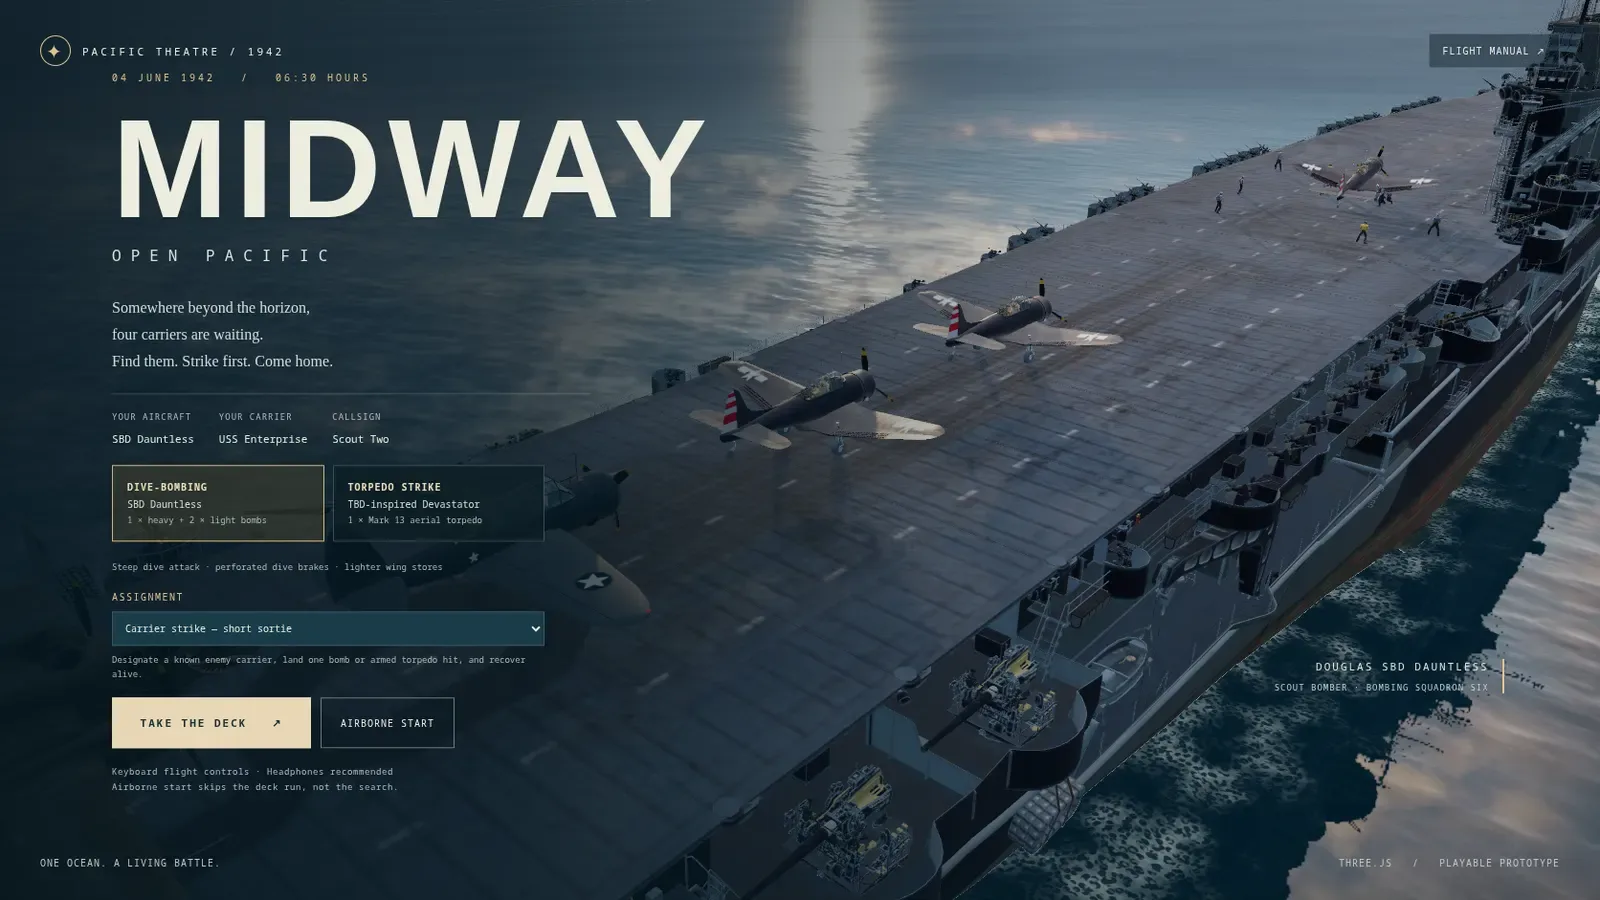 PACIFIC THEATRE / 1942
FLIGHT MANUAL ↗
04 JUNE 1942 / 06:30 HOURS
MIDWAY
OPEN PACIFIC
Somewhere beyond the horizon,
four carriers are waiting.
Find them. Strike first. Come home.
YOUR AIRCRAFT YOUR CARRIER CALLSIGN
SBD Dauntless USS Enterprise Scout Two
DIVE-BOMBING
SBD Dauntless
1 × heavy + 2 × light bombs
TORPEDO STRIKE
TBD-inspired Devastator
1 × Mark 13 aerial torpedo
Steep dive attack · perforated dive brakes · lighter wing stores
ASSIGNMENT
Carrier strike — short sortie
Designate a known enemy carrier, land one bomb or armed torpedo hit, and recover
alive.
TAKE THE DECK ↗
AIRBORNE START
Keyboard flight controls · Headphones recommended
Airborne start skips the deck run, not the search.
DOUGLAS SBD DAUNTLESS
SCOUT BOMBER · BOMBING SQUADRON SIX
ONE OCEAN. A LIVING BATTLE.
THREE.JS / PLAYABLE PROTOTYPE